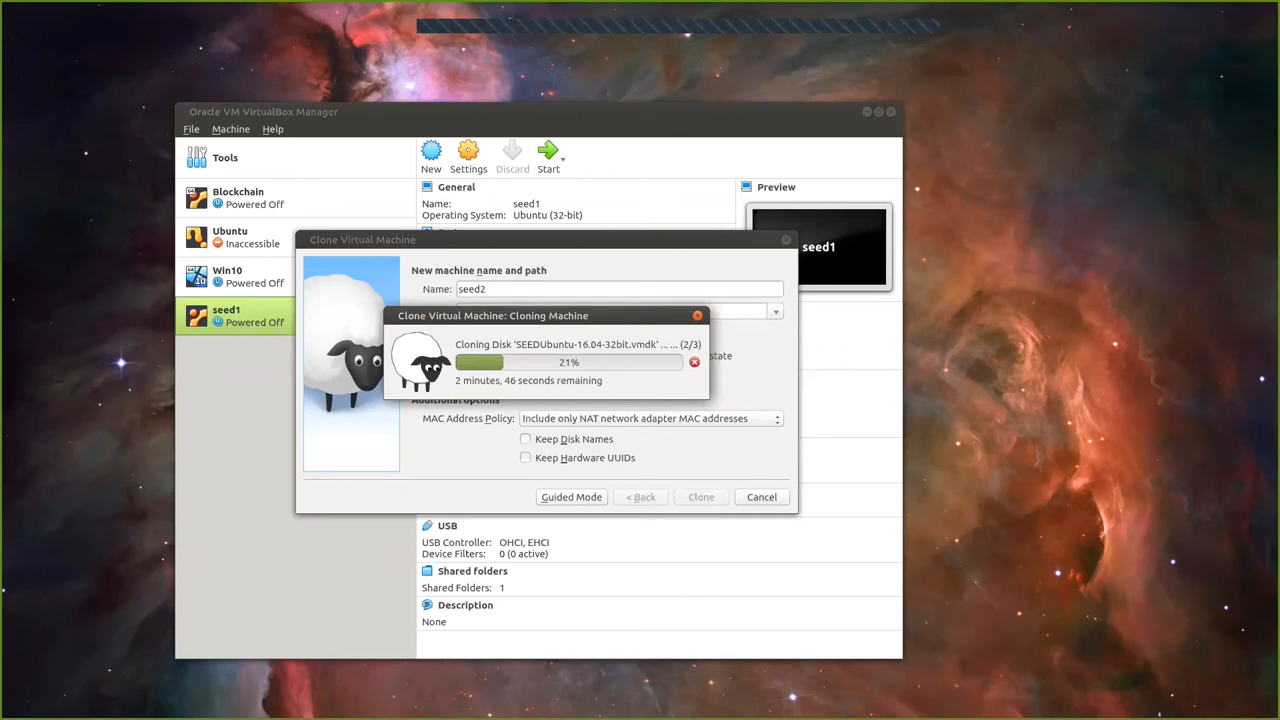 Oracle VM VirtualBox Manager
File Machine Help
Tools
New Settings Discard Start
Blockchain
Powered Off
Ubuntu
Inaccessible
Win10
Powered Off
seed1
Powered Off
General
Name: seed1
Operating System: Ubuntu (32-bit)
Preview
seed1
Clone Virtual Machine
New machine name and path
Name: seed2
Clone Virtual Machine: Cloning Machine
Cloning Disk 'SEEDUbuntu-16.04-32bit.vmdk' ... ... (2/3)
21%
2 minutes, 46 seconds remaining
state
Additional options
MAC Address Policy: Include only NAT network adapter MAC addresses
Keep Disk Names
Keep Hardware UUIDs
Guided Mode < Back Clone Cancel
USB
USB Controller: OHCI, EHCI
Device Filters: 0 (0 active)
Shared folders
Shared Folders: 1
Description
None